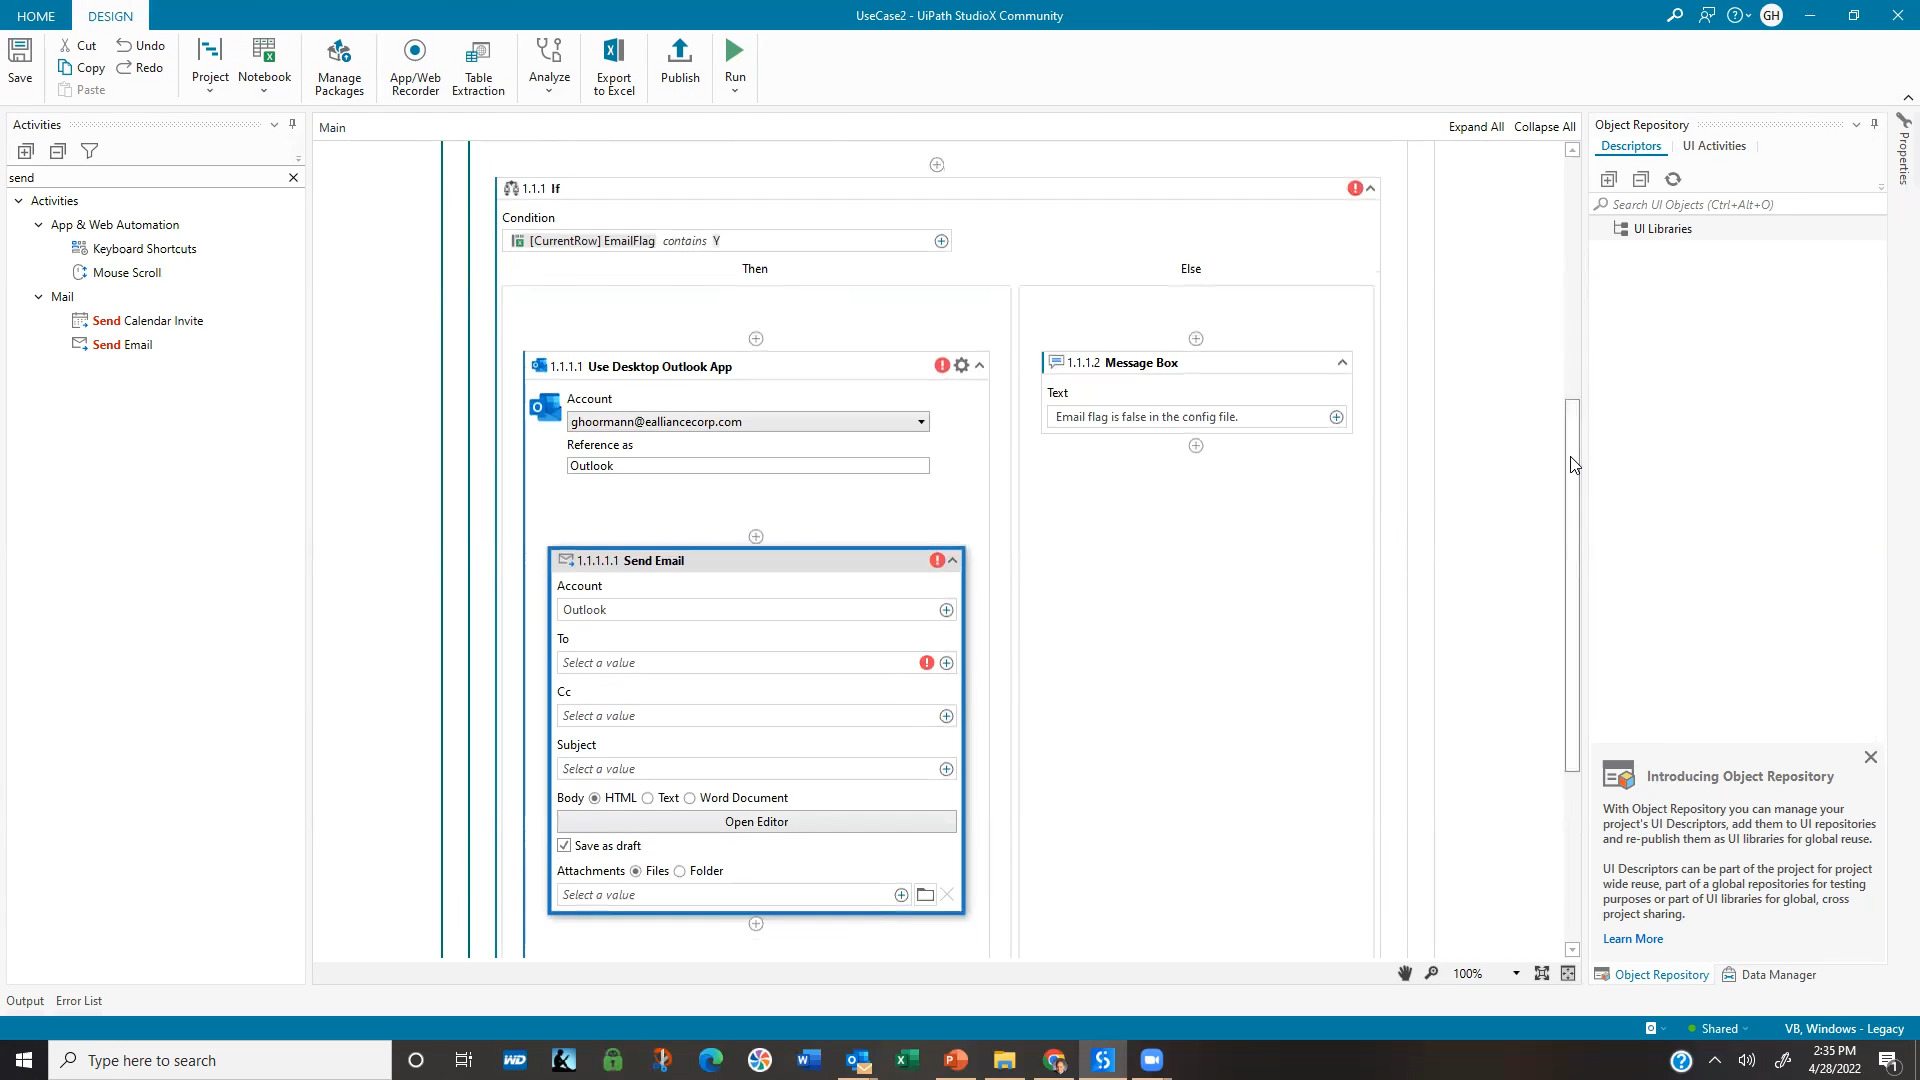 HOME
DESIGN
UseCase2 - UiPath StudioX Community
GH
Save
Cut
Copy
Paste
Undo
Redo
Project
Notebook
Manage
Packages
App/Web
Recorder
Table
Extraction
Analyze
Export
to Excel
Publish
Run
Activities
send
Activities
App & Web Automation
Keyboard Shortcuts
Mouse Scroll
Mail
Send Calendar Invite
Send Email
Main
Expand All
Collapse All
1.1.1 If
Condition
[CurrentRow] EmailFlag contains Y
Then
Else
1.1.1.1 Use Desktop Outlook App
Account
ghoormann@ealliancecorp.com
Reference as
Outlook
1.1.1.2 Message Box
Text
Email flag is false in the config file.
1.1.1.1.1 Send Email
Account
Outlook
To
Select a value
Cc
Select a value
Subject
Select a value
Body HTML Text Word Document
Open Editor
Save as draft
Attachments Files Folder
Select a value
100%
Object Repository
Descriptors
UI Activities
Search UI Objects (Ctrl+Alt+O)
UI Libraries
Properties
Introducing Object Repository
With Object Repository you can manage your
project's UI Descriptors, add them to UI repositories
and re-publish them as UI libraries for global reuse.
UI Descriptors can be part of the project for project
wide reuse, part of a global repositories for testing
purposes or part of UI libraries for global, cross
project sharing.
Learn More
Object Repository
Data Manager
Output
Error List
Shared
VB, Windows - Legacy
Type here to search
WD
2:35 PM
4/28/2022
1